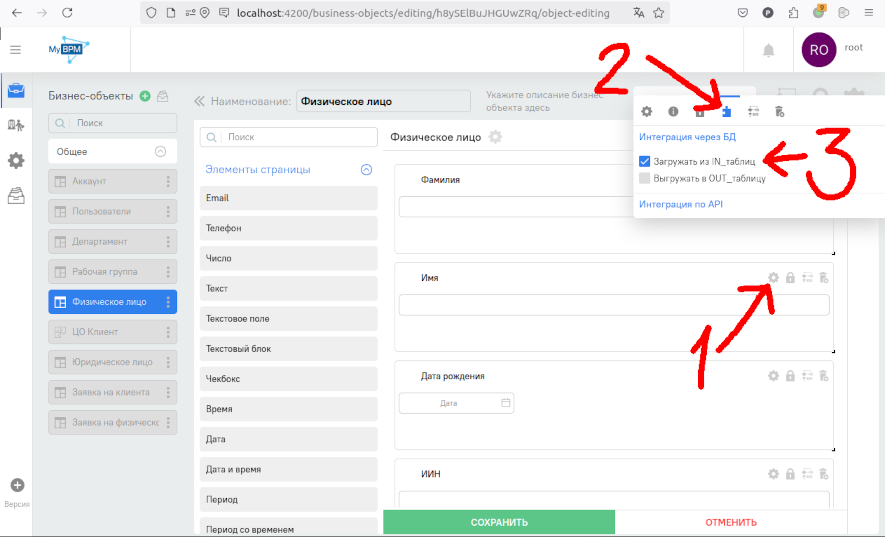 localhost:4200/business-objects/editing/h8ySElBuJHGUwZRq/object-editing
9
P
My BPM
RO
root
2
Бизнес-объекты
Наименование:
Физическое лицо
Укажите описание бизнес
объекта здесь
Поиск
Общее
Аккаунт
Пользователи
Департамент
Рабочая группа
Физическое лицо
ЦО Клиент
Юридическое лицо
Заявка на клиента
Заявка на физическо
Версия
Поиск
Элементы страницы
Email
Телефон
Число
Текст
Текстовое поле
Текстовый блок
Чекбокс
Время
Дата
Дата и время
Период
Период со временем
Физическое лицо
Фамилия
Имя
Дата рождения
Дата
ИИН
Интеграция через БД
Загружать из IN_таблиц
Выгружать в OUT_таблицу
Интеграция по API
3
1
СОХРАНИТЬ
ОТМЕНИТЬ